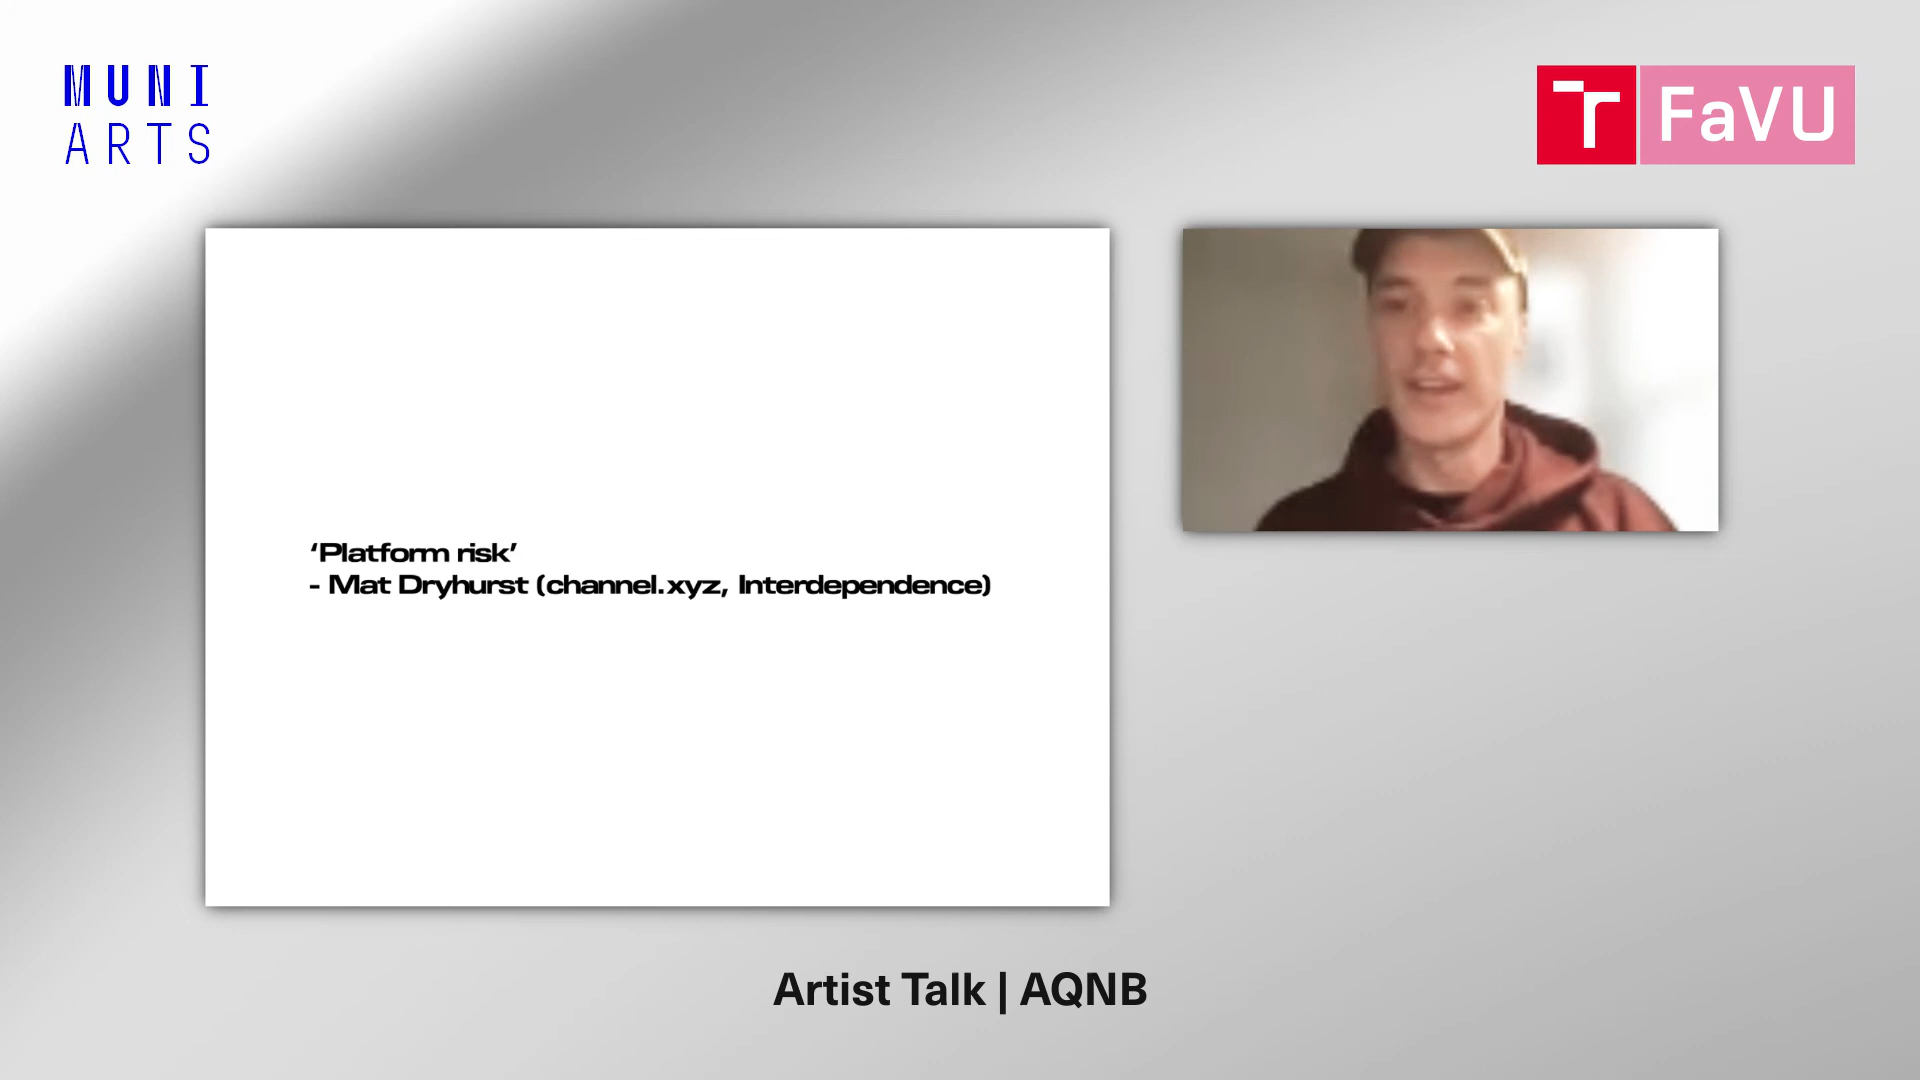 MUNI
ARTS
FaVU
‘Platform risk’
- Mat Dryhurst (channel.xyz, Interdependence)
Artist Talk | AQNB